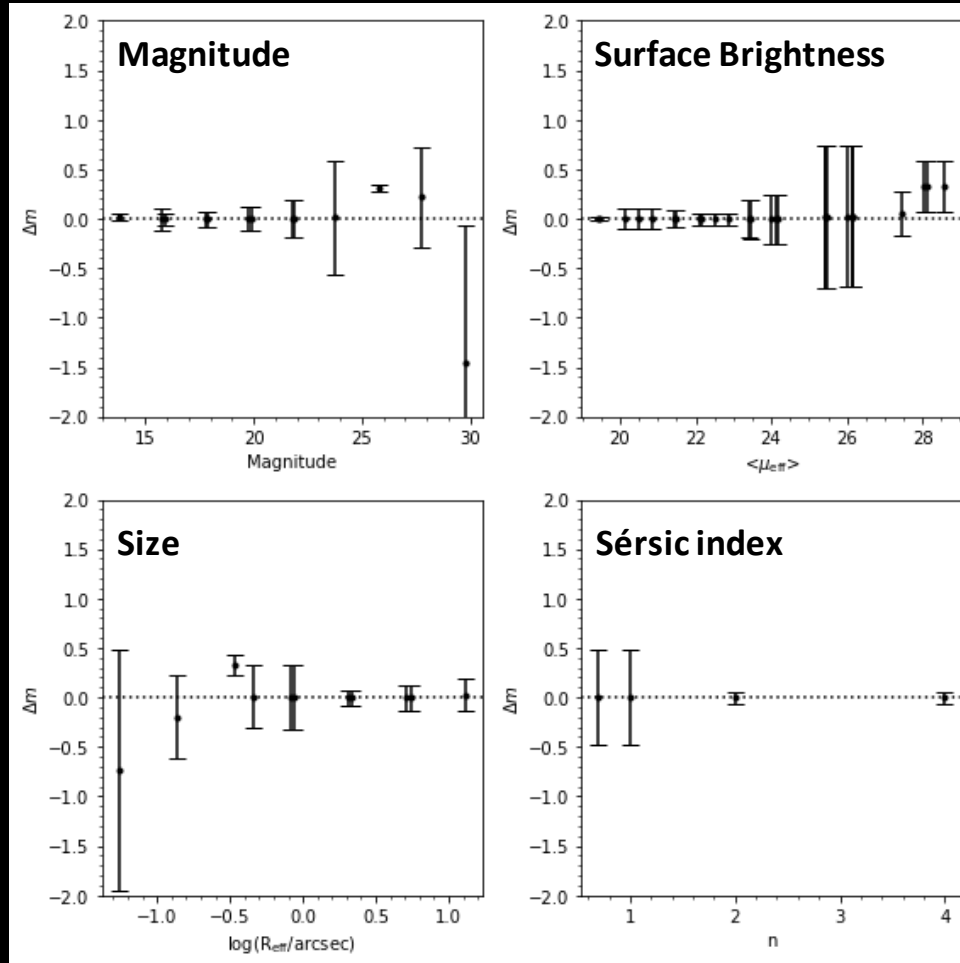 Magnitude
2.0
1.5
1.0
0.5
0.0
−0.5
−1.0
−1.5
−2.0
Δm
15 20 25 30
Magnitude
Surface Brightness
2.0
1.5
1.0
0.5
0.0
−0.5
−1.0
−1.5
−2.0
Δm
20 22 24 26 28
<μeff>
Size
2.0
1.5
1.0
0.5
0.0
−0.5
−1.0
−1.5
−2.0
Δm
−1.0 −0.5 0.0 0.5 1.0
log(Reff/arcsec)
Sérsic index
2.0
1.5
1.0
0.5
0.0
−0.5
−1.0
−1.5
−2.0
Δm
1 2 3 4
n